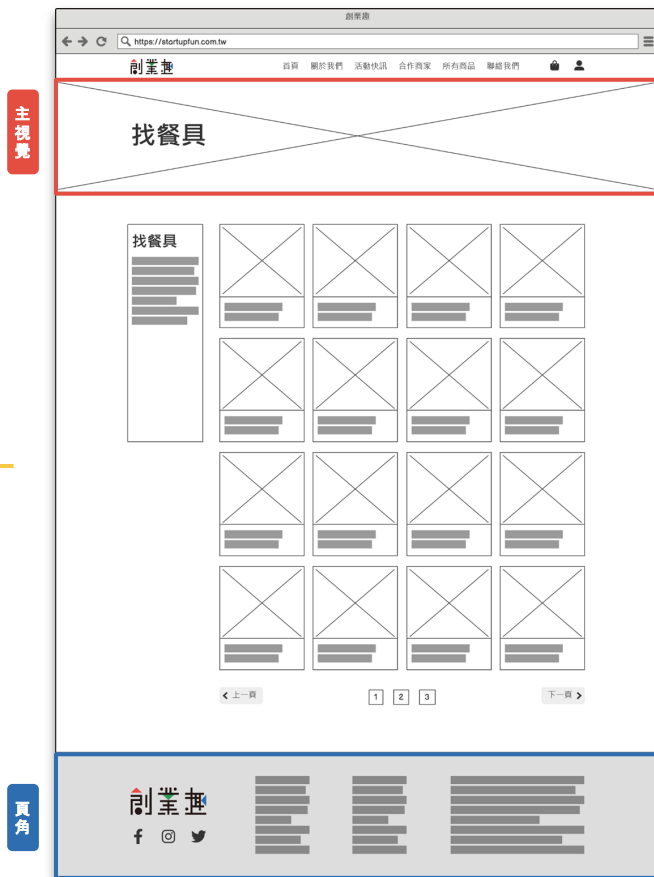 創業趣
https://startupfun.com.tw
創業趣
首頁 關於我們 活動快訊 合作商家 所有商品 聯絡我們
主視覺
找餐具
找餐具
上一頁
1 2 3
下一頁
頁角
創業趣